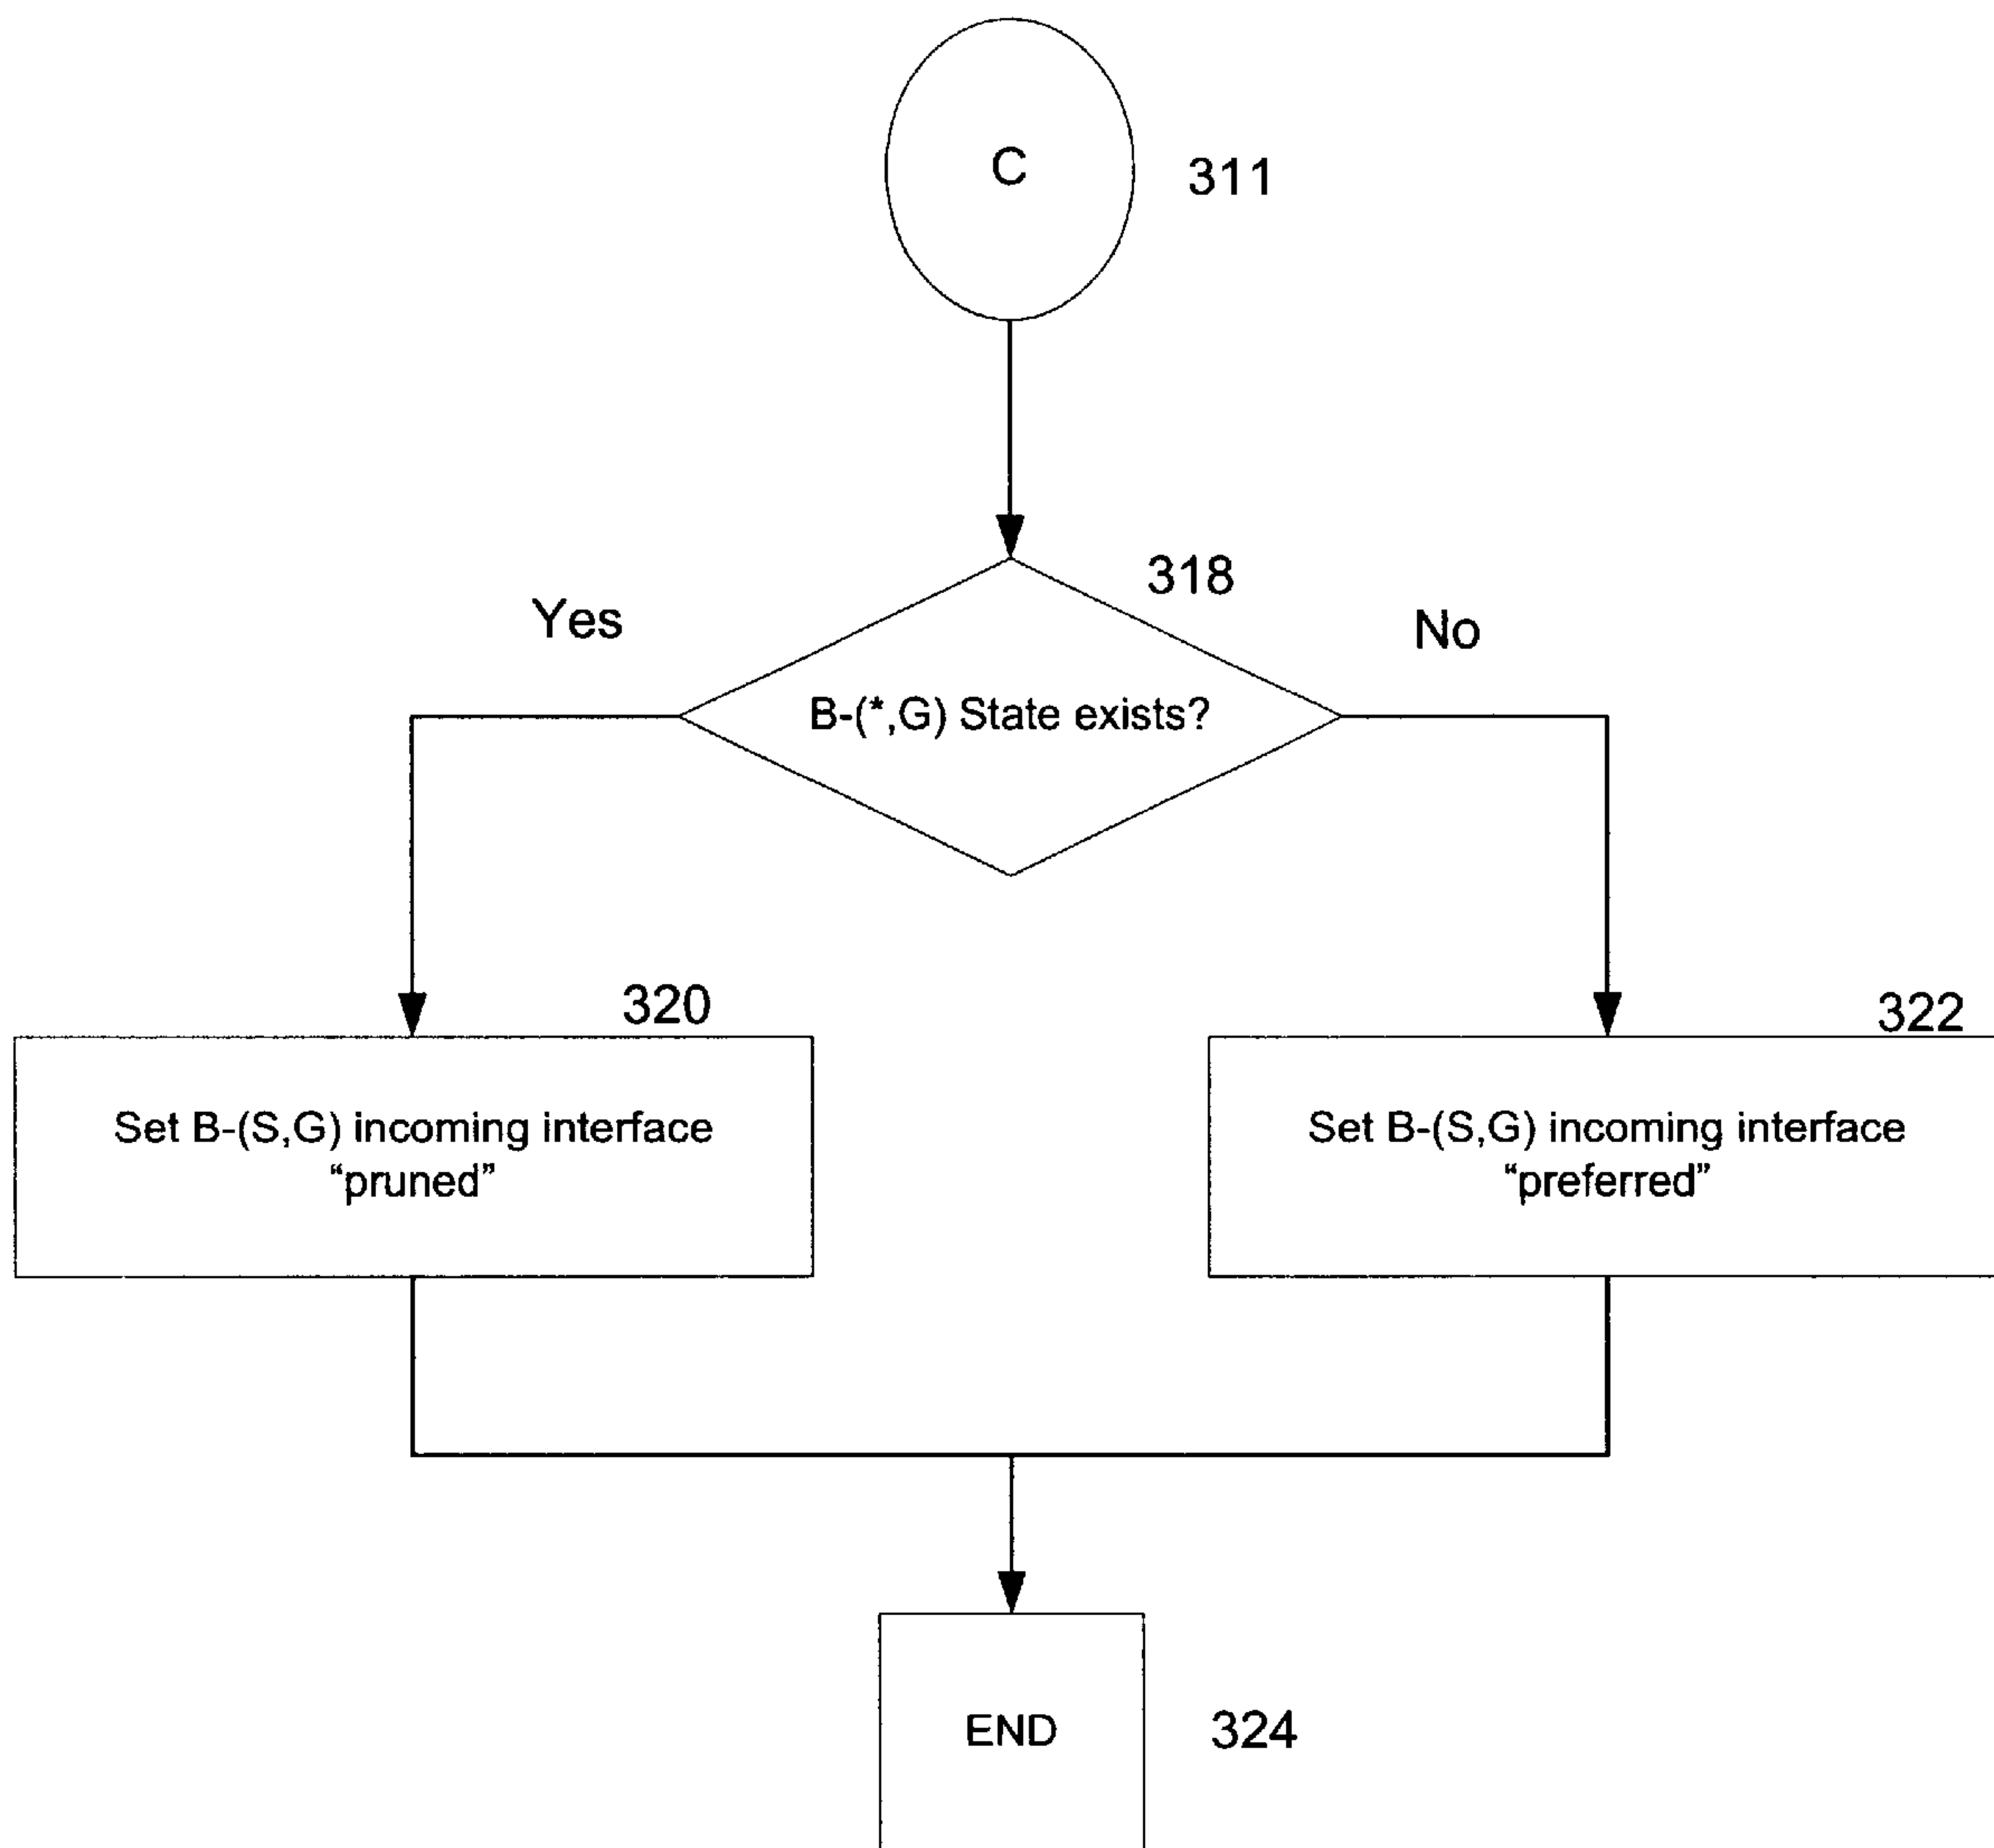 C
311
318
Yes
No
B-(*,G) State exists?
320
322
Set B-(S,G) incoming interface
“pruned”
Set B-(S,G) incoming interface
“preferred”
END
324